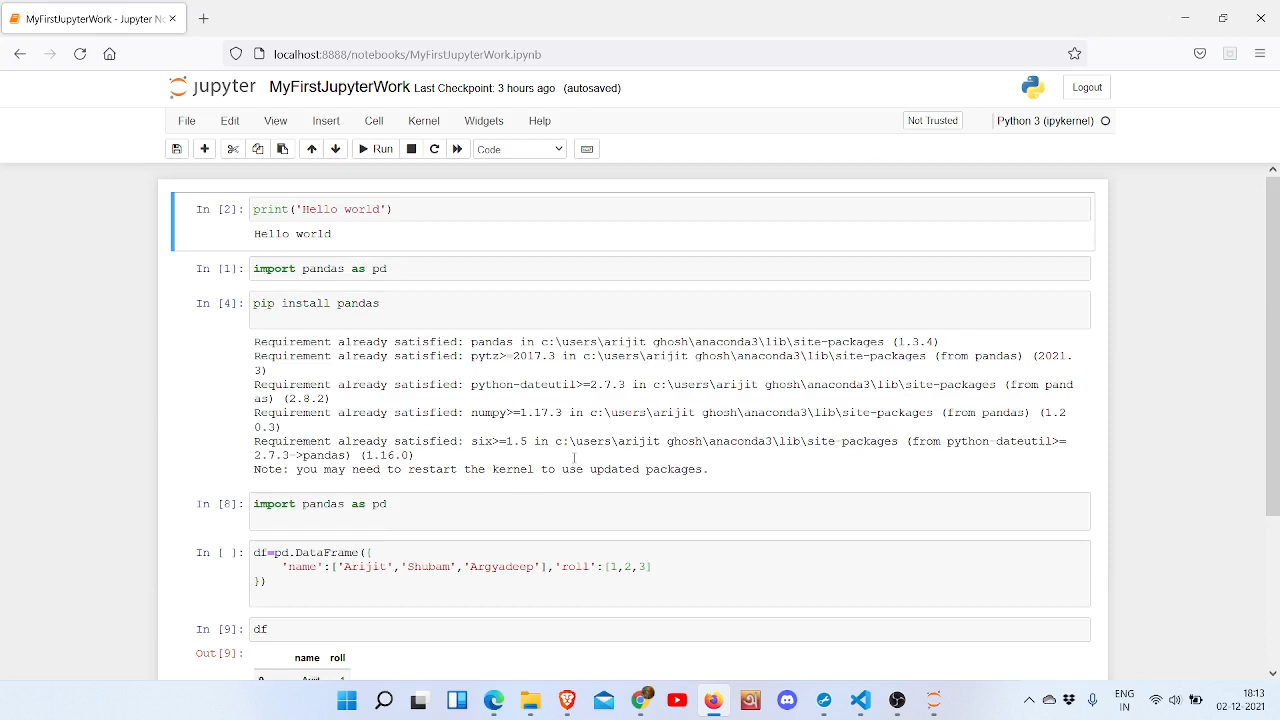 MyFirstJupyterWork - Jupyter No
localhost:8888/notebooks/MyFirstJupyterWork.ipynb
jupyter MyFirstJupyterWork Last Checkpoint: 3 hours ago (autosaved)
Logout
File Edit View Insert Cell Kernel Widgets Help
Not Trusted
Python 3 (ipykernel)
Run
Code
In [2]: print('Hello world')
Hello world
In [1]: import pandas as pd
In [4]: pip install pandas
Requirement already satisfied: pandas in c:\users\arijit ghosh\anaconda3\lib\site-packages (1.3.4)
Requirement already satisfied: pytz>=2017.3 in c:\users\arijit ghosh\anaconda3\lib\site-packages (from pandas) (2021.
3)
Requirement already satisfied: python-dateutil>=2.7.3 in c:\users\arijit ghosh\anaconda3\lib\site-packages (from pand
as) (2.8.2)
Requirement already satisfied: numpy>=1.17.3 in c:\users\arijit ghosh\anaconda3\lib\site-packages (from pandas) (1.2
0.3)
Requirement already satisfied: six>=1.5 in c:\users\arijit ghosh\anaconda3\lib\site-packages (from python-dateutil>=
2.7.3->pandas) (1.16.0)
Note: you may need to restart the kernel to use updated packages.
In [8]: import pandas as pd
In [ ]: df=pd.DataFrame({
'name':['Arijit','Shubam','Argyadeep'],'roll':[1,2,3]
})
In [9]: df
Out[9]:
name roll
ENG
IN
18:13
02-12-2021